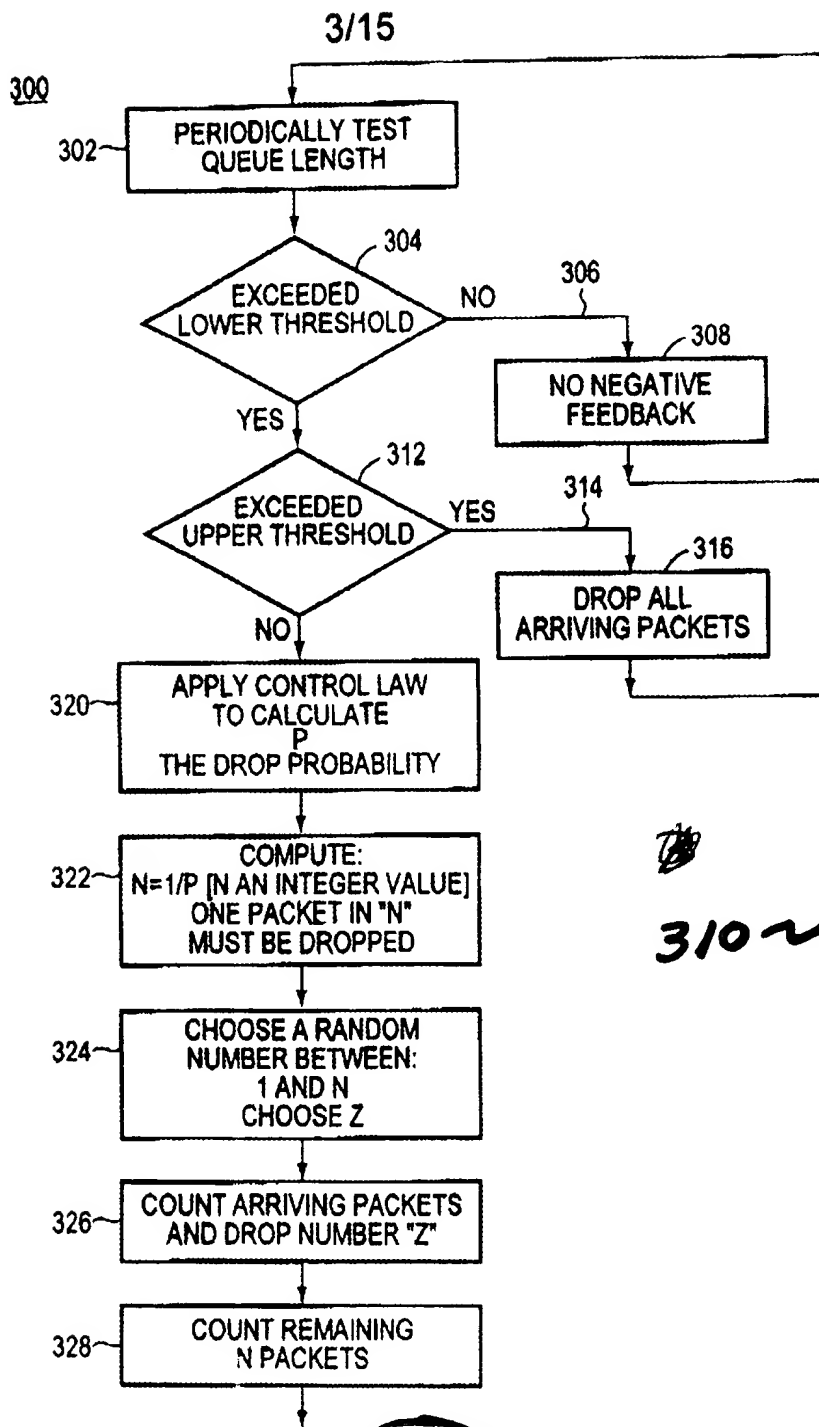 3/15
300
302
PERIODICALLY TEST
QUEUE LENGTH
304
EXCEEDED
LOWER THRESHOLD
NO
306
308
NO NEGATIVE
FEEDBACK
YES
312
EXCEEDED
UPPER THRESHOLD
YES
314
316
DROP ALL
ARRIVING PACKETS
NO
320
APPLY CONTROL LAW
TO CALCULATE
P
THE DROP PROBABILITY
322
COMPUTE:
N=1/P [N AN INTEGER VALUE]
ONE PACKET IN "N"
MUST BE DROPPED
310
324
CHOOSE A RANDOM
NUMBER BETWEEN:
1 AND N
CHOOSE Z
326
COUNT ARRIVING PACKETS
AND DROP NUMBER "Z"
328
COUNT REMAINING
N PACKETS